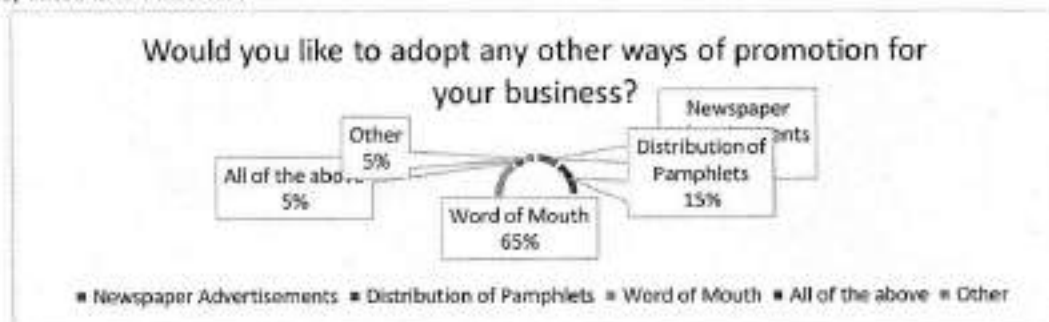 Would you like to adopt any other ways of promotion for
your business?
Newspaper
Distribution of
Pamphlets
15%
Other
5%
All of the
5%
Word of Mouth
65%
Newspaper Advertisements Distribution of Pamphlets Word of Mouth All of the above Other